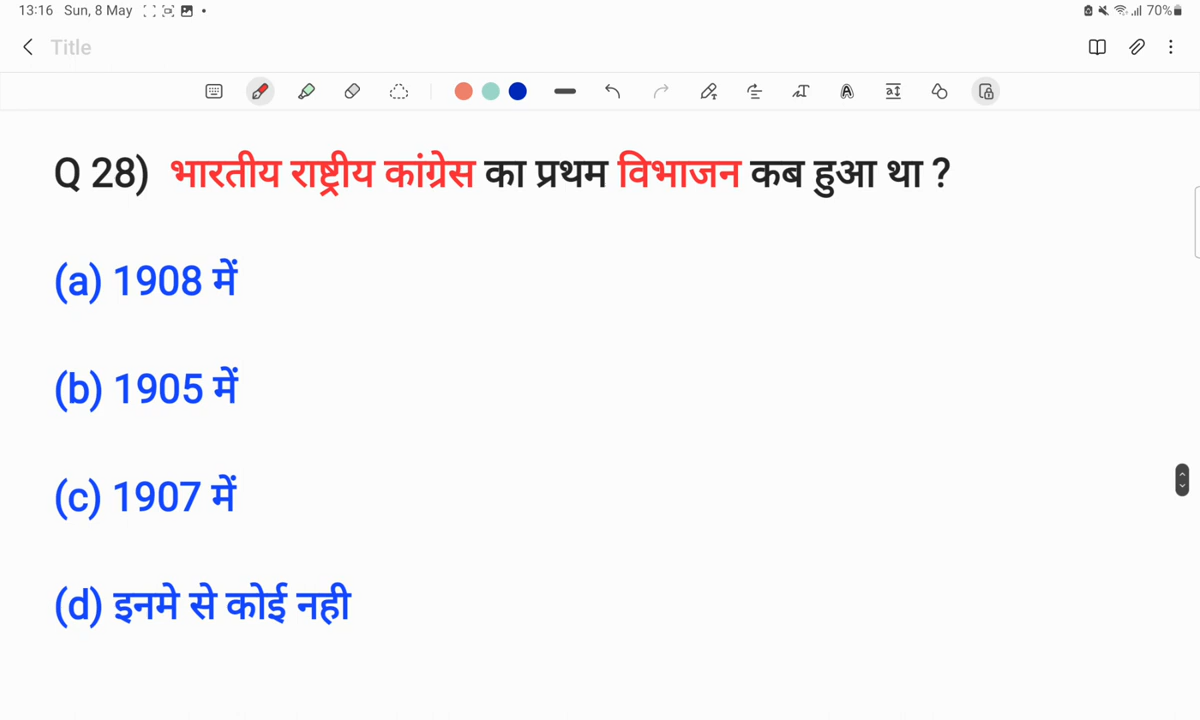 13:16 Sun, 8 May 70%
Title
Q 28) भारतीय राष्ट्रीय कांग्रेस का प्रथम विभाजन कब हुआ था ?
(a) 1908 में
(b) 1905 में
(c) 1907 में
(d) इनमे से कोई नही